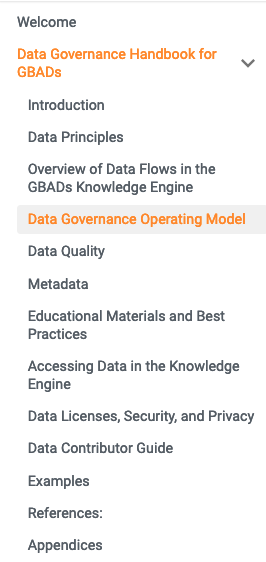 Welcome
Data Governance Handbook for
GBADs
Introduction
Data Principles
Overview of Data Flows in the
GBADs Knowledge Engine
Data Governance Operating Model
Data Quality
Metadata
Educational Materials and Best
Practices
Accessing Data in the Knowledge
Engine
Data Licenses, Security, and Privacy
Data Contributor Guide
Examples
References:
Appendices